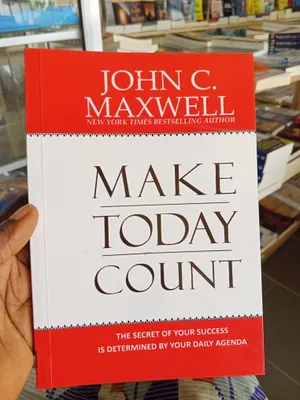 JOHN C.
MAXWELL
NEW YORK TIMES BESTSELLING AUTHOR
MAKE
TODAY
COUNT
THE SECRET OF YOUR SUCCESS
IS DETERMINED BY YOUR DAILY AGENDA